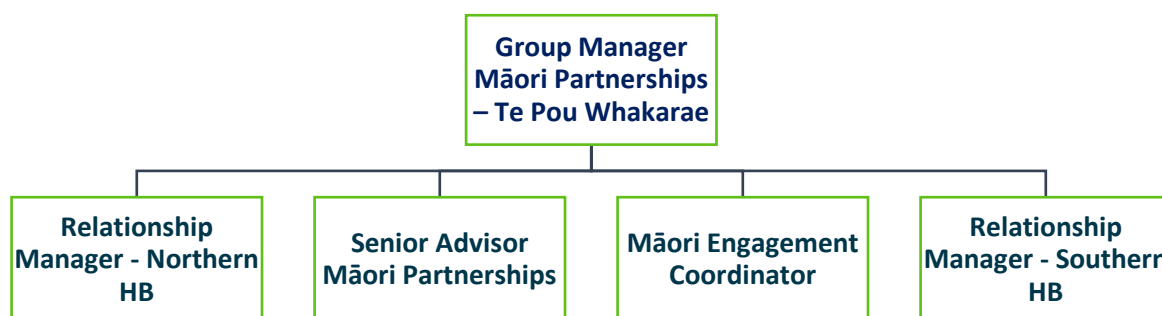 Group Manager
Māori Partnerships
– Te Pou Whakarae
Relationship
Manager - Northern
HB
Senior Advisor
Māori Partnerships
Māori Engagement
Coordinator
Relationship
Manager - Southern
HB